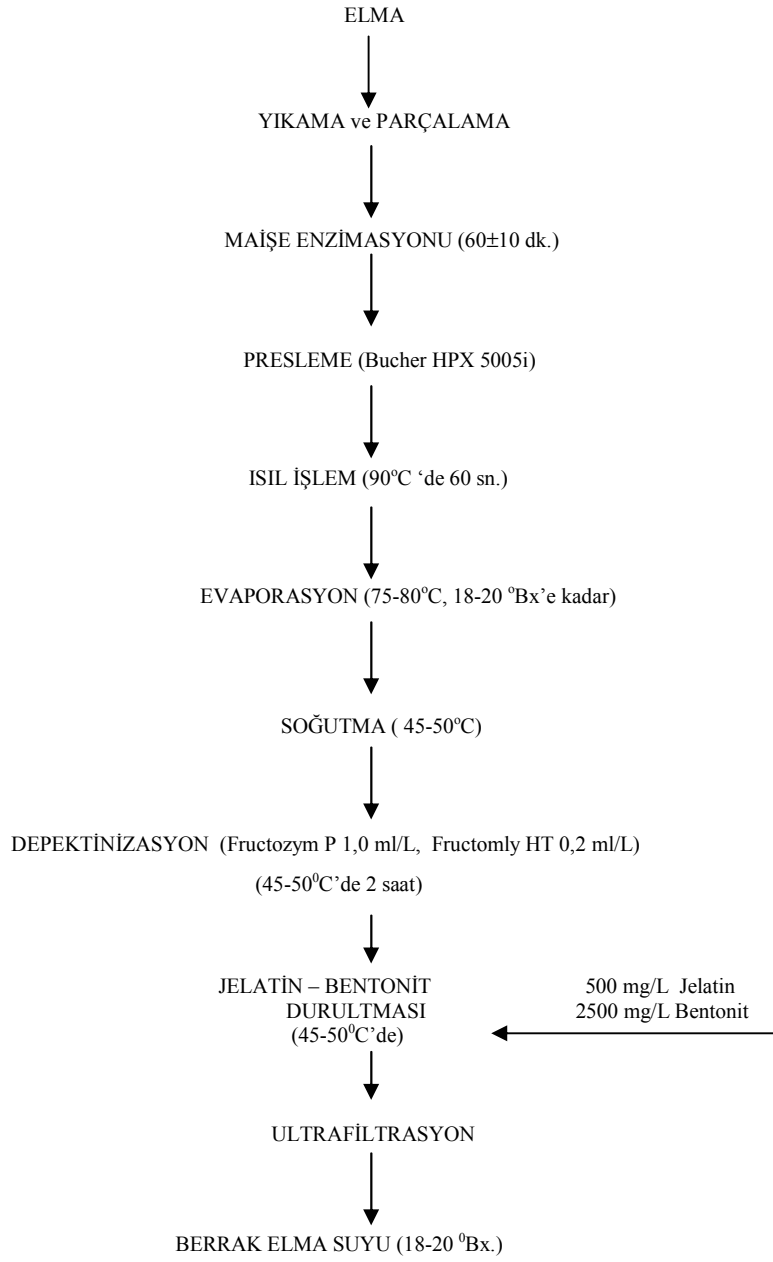 ELMA
YIKAMA ve PARÇALAMA
MAİŞE ENZİMASYONU (60±10 dk.)
PRESLEME (Bucher HPX 5005i)
ISIL İŞLEM (90°C ‘de 60 sn.)
EVAPORASYON (75-80°C, 18-20 °Bx’e kadar)
SOĞUTMA ( 45-50°C)
DEPEKTİNİZASYON (Fructozym P 1,0 ml/L, Fructomly HT 0,2 ml/L)
(45-50⁰C’de 2 saat)
JELATİN – BENTONİT
DURULTMASI
(45-50⁰C’de)
500 mg/L Jelatin
2500 mg/L Bentonit
ULTRAFİLTRASYON
BERRAK ELMA SUYU (18-20 ⁰Bx.)